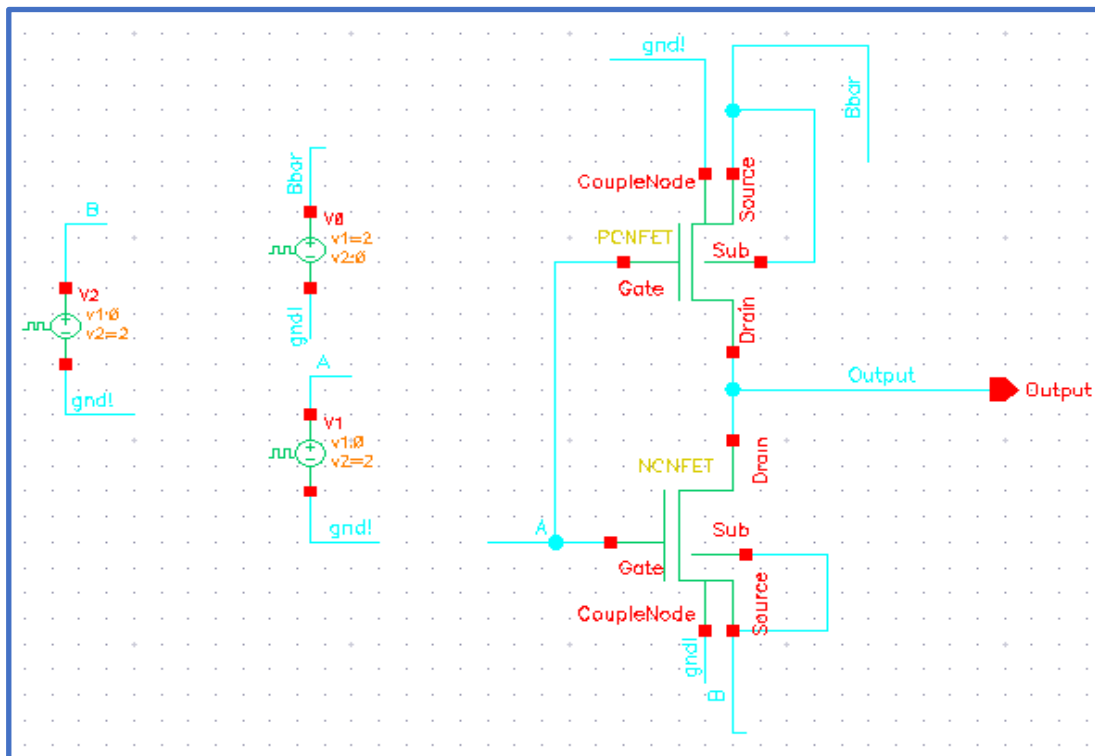 gnd!
Bbar
CoupleNode
Source
PCNFET
Sub
Gate
Drain
Bbar
V0
v1=2
v2:0
gnd!
B
V2
v1:0
v2=2
gnd!
A
V1
v1:0
v2=2
gnd!
Output
Output
NCNFET
Drain
A
Sub
Gate
CoupleNode
Source
gnd!
B